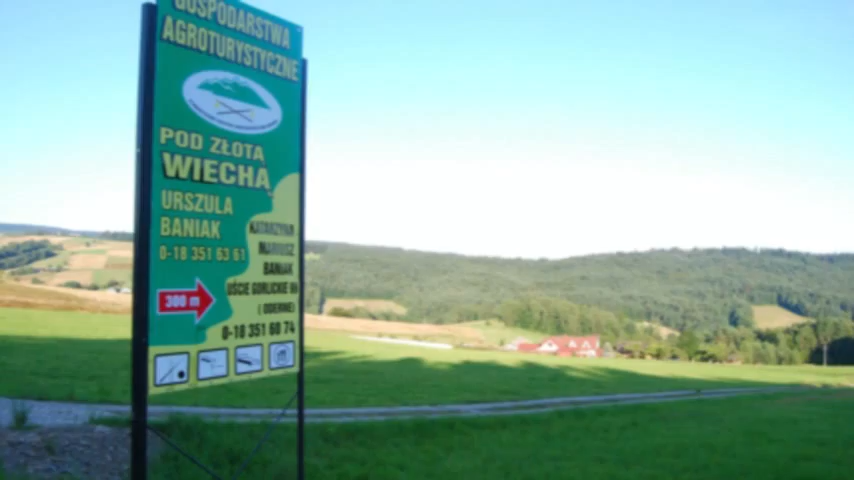 GOSPODARSTWA
AGROTURYSTYCZNE
POD ZŁOTA
WIECHA
URSZULA
BANIAK
0-18 351 63 61
300 m
KATARZYNA
MARIUSZ
BANIAK
UŚCIE GORLICKIE
( ODERNE)
0-18 351 60 74